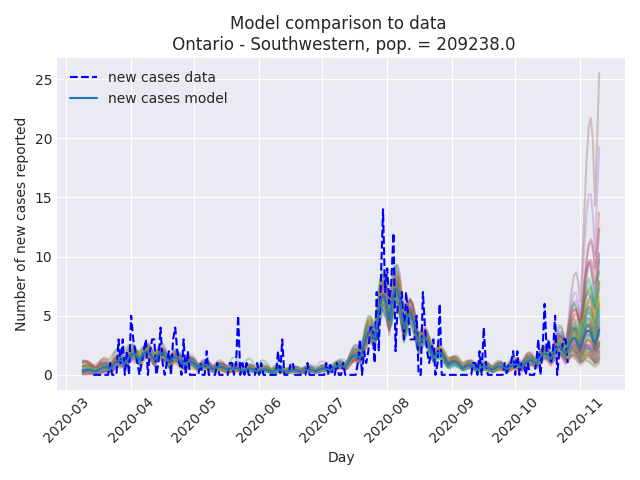 Model comparison to data
Ontario - Southwestern, pop. = 209238.0
new cases data
new cases model
Number of new cases reported
25
20
15
10
5
0
2020-03
2020-04
2020-05
2020-06
2020-07
2020-08
2020-09
2020-10
2020-11
Day